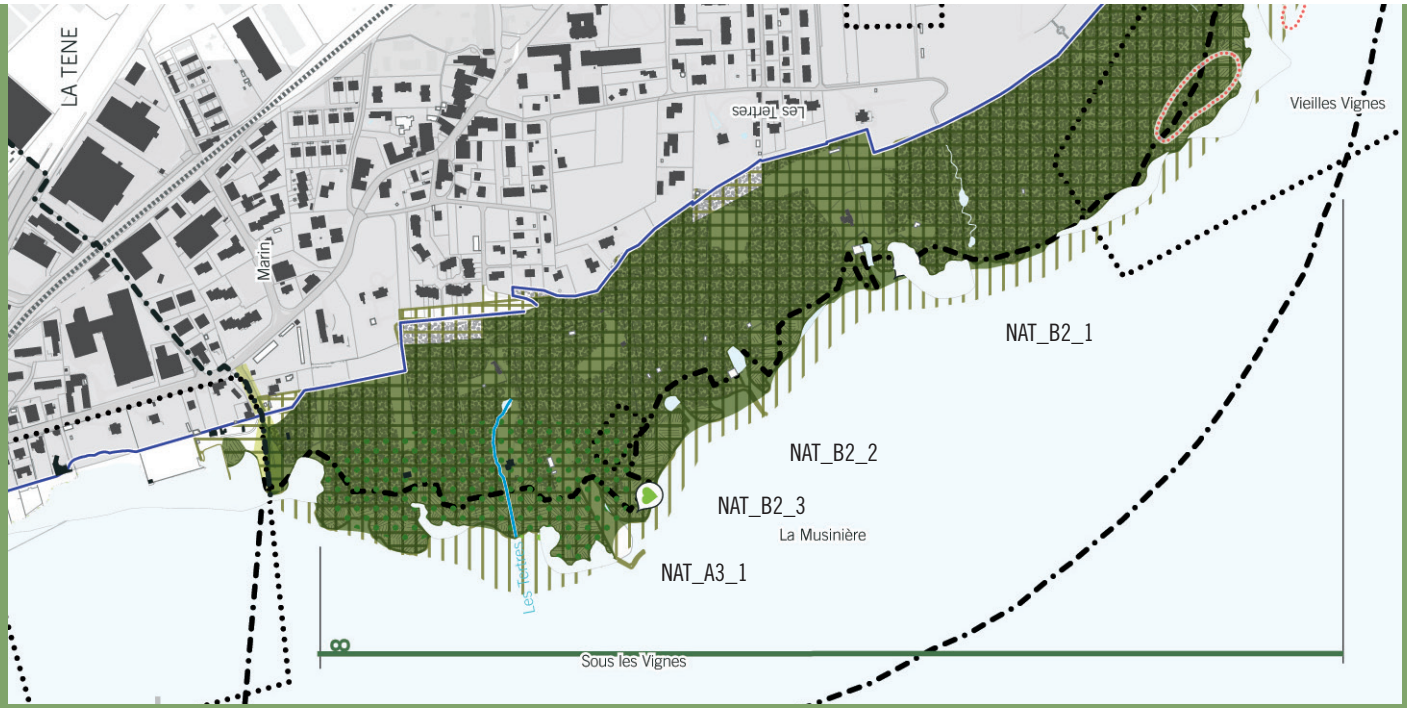 LA TENE
Les Tertres
Vieilles Vignes
Marin
NAT_B2_1
NAT_B2_2
NAT_B2_3
La Musinière
NAT_A3_1
Les Tertres
8
Sous les Vignes